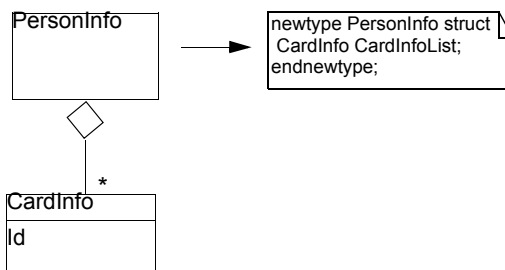 PersonInfo
newtype PersonInfo struct
CardInfo CardInfoList;
endnewtype;
*
CardInfo
Id